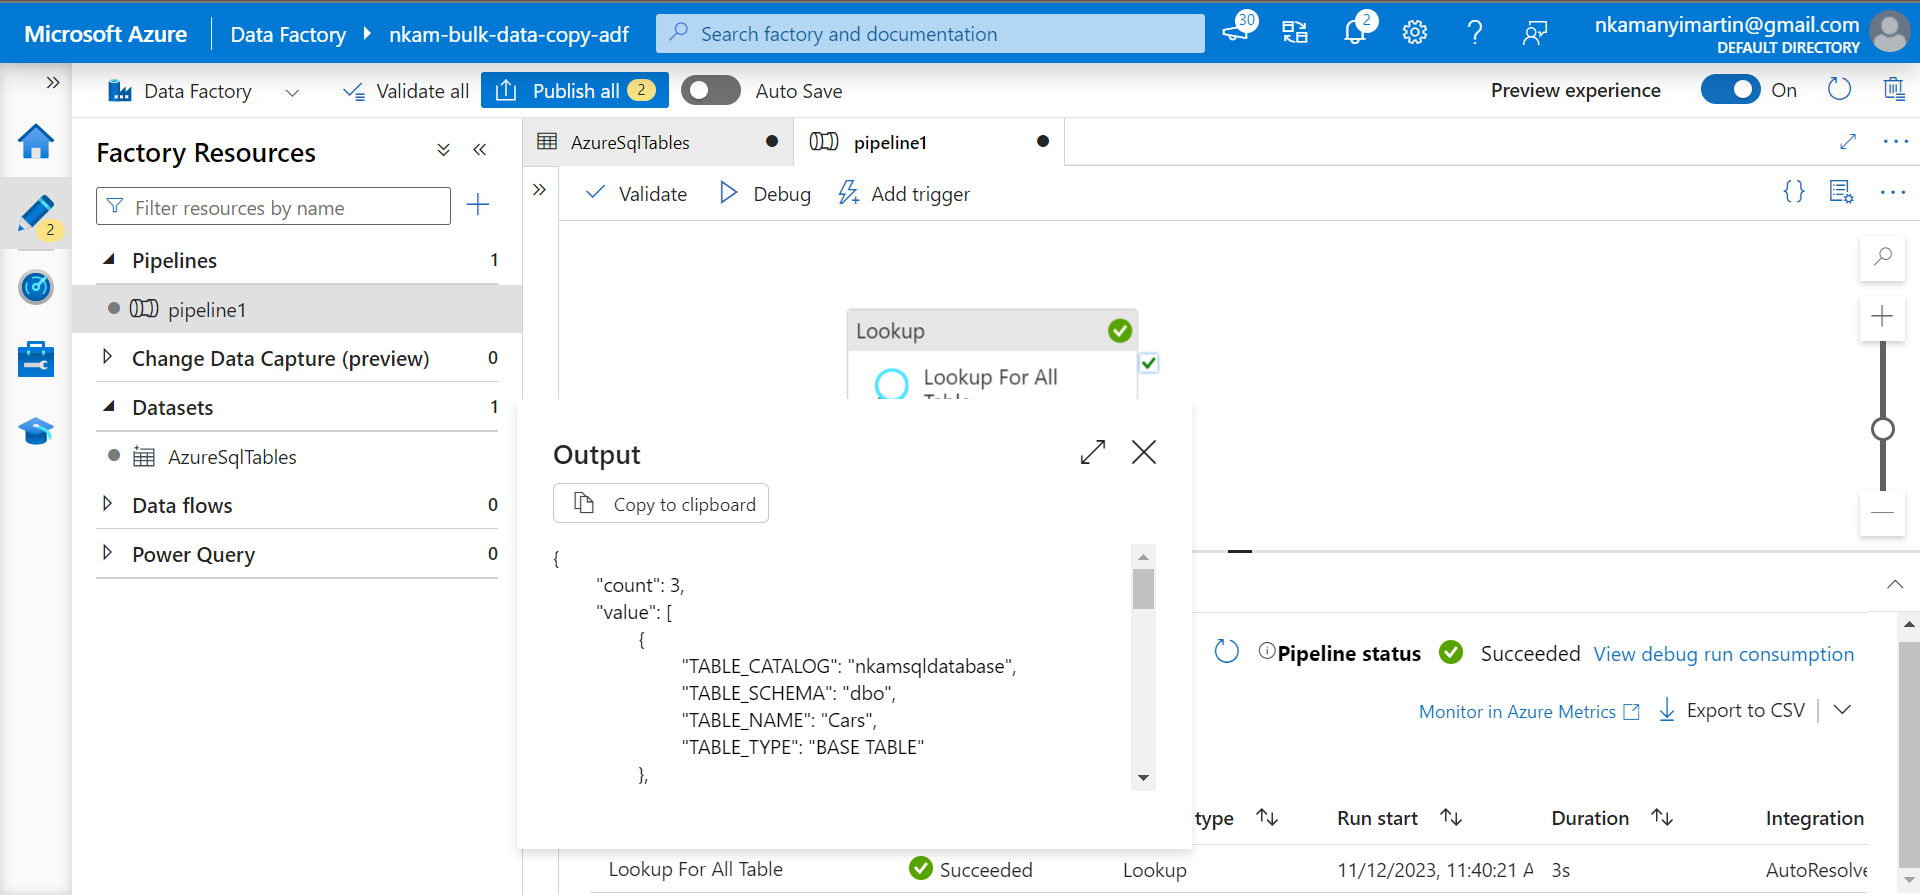 Microsoft Azure
Data Factory
nkam-bulk-data-copy-adf
Search factory and documentation
30
2
nkamanyimartin@gmail.com
DEFAULT DIRECTORY
Data Factory
Validate all
Publish all 2
Auto Save
Preview experience
On
2
Factory Resources
Filter resources by name
Pipelines 1
pipeline1
Change Data Capture (preview) 0
Datasets 1
AzureSqlTables
Data flows 0
Power Query 0
AzureSqlTables
pipeline1
Validate
Debug
Add trigger
Lookup
Lookup For All
Output
Copy to clipboard
{
"count": 3,
"value": [
{
"TABLE_CATALOG": "nkamsqldatabase",
"TABLE_SCHEMA": "dbo",
"TABLE_NAME": "Cars",
"TABLE_TYPE": "BASE TABLE"
},
Pipeline status Succeeded View debug run consumption
Monitor in Azure Metrics Export to CSV
type Run start Duration Integration
Lookup For All Table Succeeded Lookup 11/12/2023, 11:40:21 A 3s AutoResolve